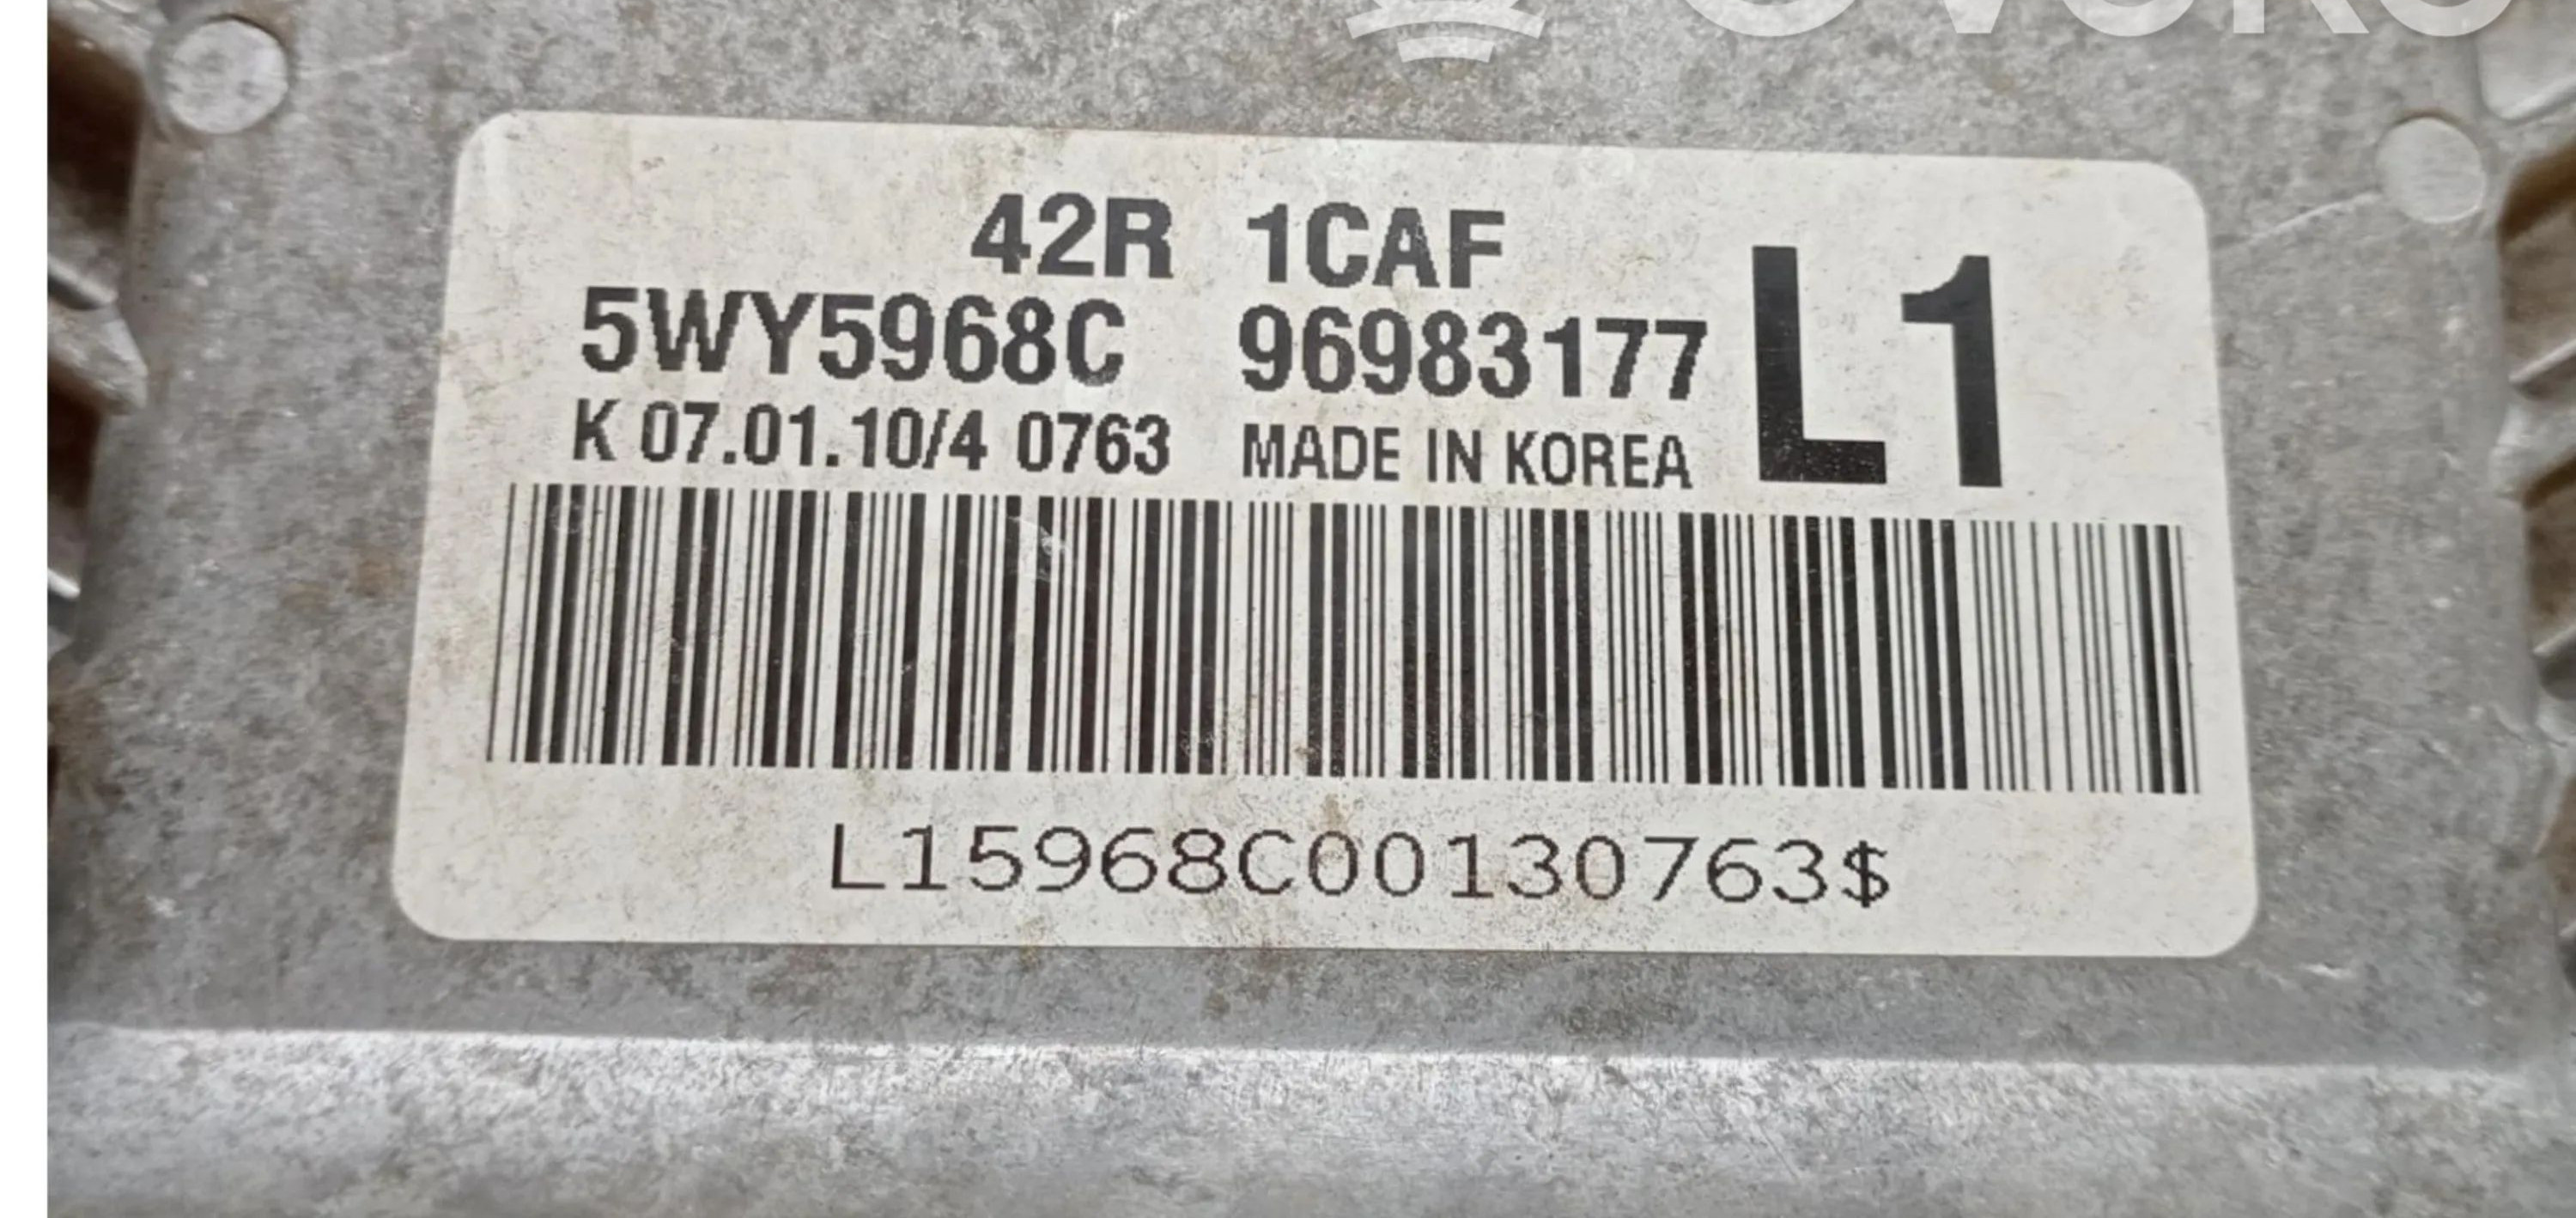 42R 1CAF
5WY5968C 96983177 L1
K 07.01.10/4 0763 MADE IN KOREA
L15968C00130763$